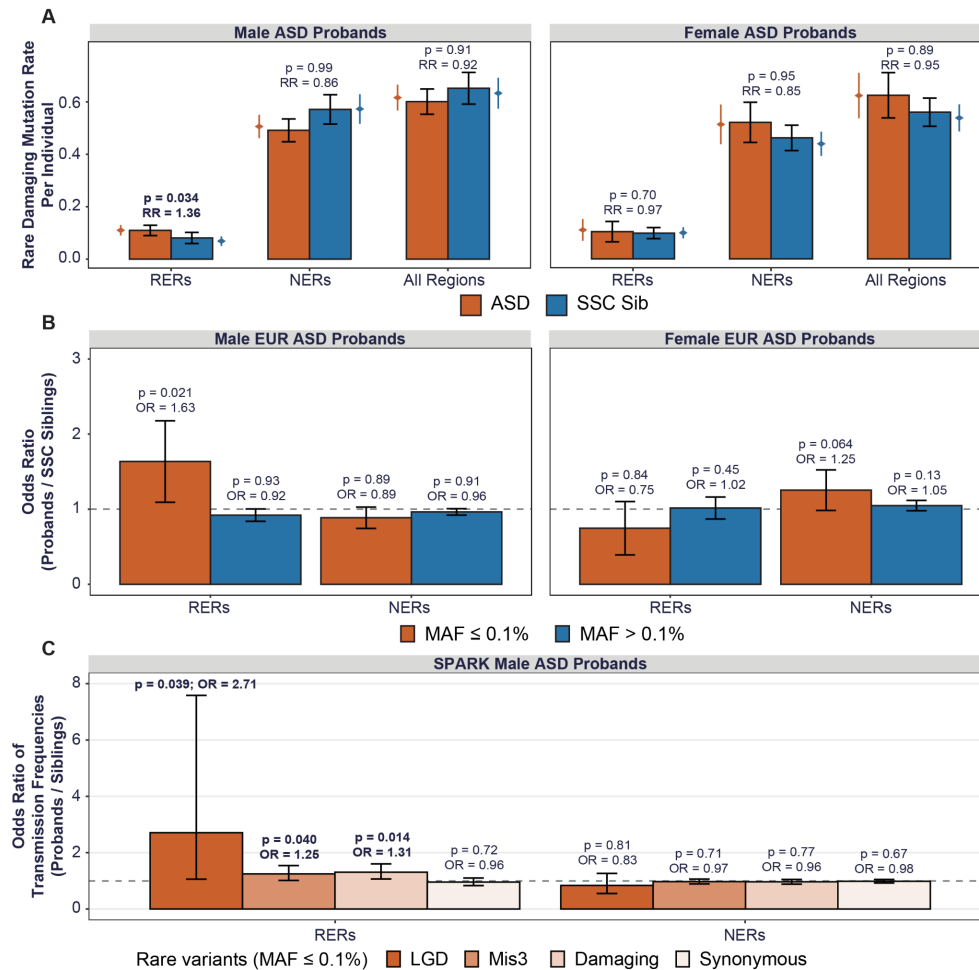 A
Male ASD Probands
Female ASD Probands
Rare Damaging Mutation Rate
Per Individual
0.6
0.4
0.2
0.0
p = 0.034
RR = 1.36
p = 0.99
RR = 0.86
p = 0.91
RR = 0.92
p = 0.70
RR = 0.97
p = 0.95
RR = 0.85
p = 0.89
RR = 0.95
RERs
NERs
All Regions
RERs
NERs
All Regions
ASD
SSC Sib
B
Male EUR ASD Probands
Female EUR ASD Probands
Odds Ratio
(Probands / SSC Siblings)
3
2
1
0
p = 0.021
OR = 1.63
p = 0.93
OR = 0.92
p = 0.89
OR = 0.89
p = 0.91
OR = 0.96
p = 0.84
OR = 0.75
p = 0.45
OR = 1.02
p = 0.064
OR = 1.25
p = 0.13
OR = 1.05
RERs
NERs
RERs
NERs
MAF ≤ 0.1%
MAF > 0.1%
C
SPARK Male ASD Probands
Odds Ratio of
Transmission Frequencies
(Probands / Siblings)
8
6
4
2
0
p = 0.039; OR = 2.71
p = 0.040
OR = 1.25
p = 0.014
OR = 1.31
p = 0.72
OR = 0.96
p = 0.81
OR = 0.83
p = 0.71
OR = 0.97
p = 0.77
OR = 0.96
p = 0.67
OR = 0.98
RERs
NERs
Rare variants (MAF ≤ 0.1%)
LGD
Mis3
Damaging
Synonymous